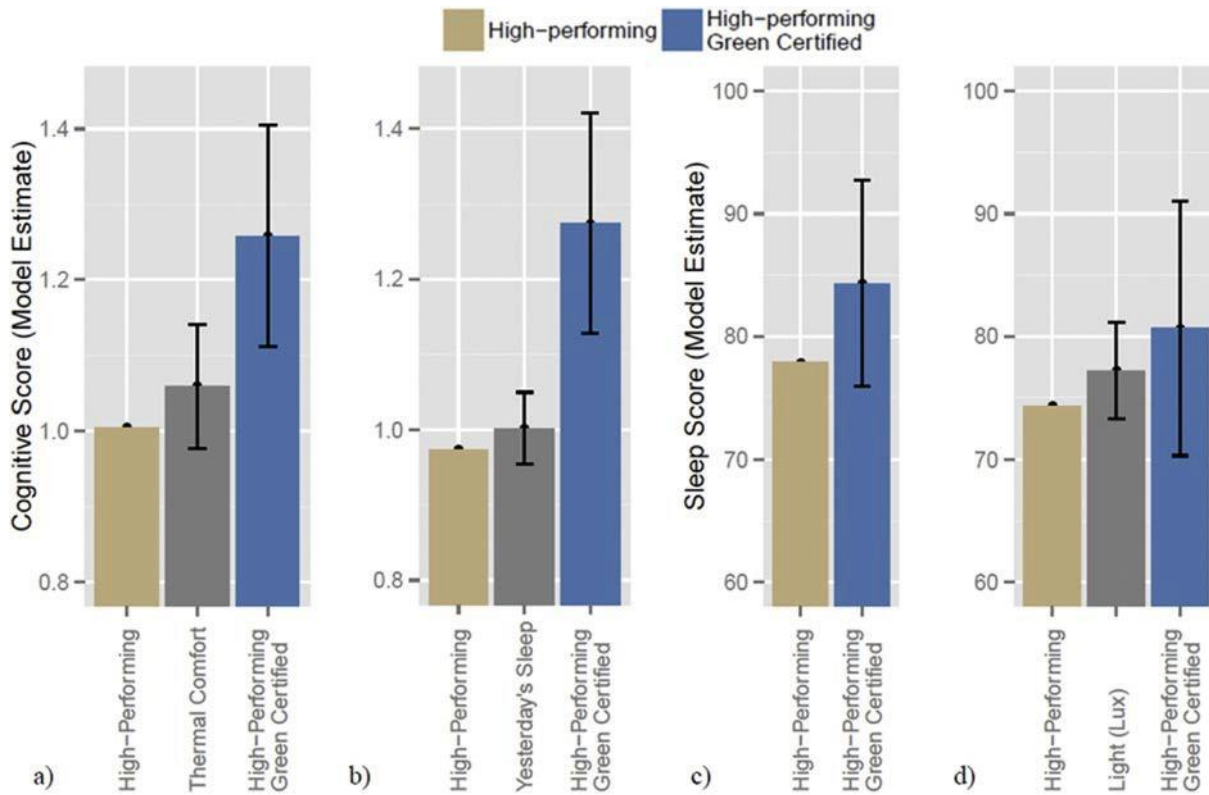 High-performing
High-performing
Green Certified
Cognitive Score (Model Estimate)
1.4
1.2
1.0
0.8
High-Performing
Thermal Comfort
High-Performing
Green Certified
a)
1.4
1.2
1.0
0.8
High-Performing
Yesterday's Sleep
High-Performing
Green Certified
b)
Sleep Score (Model Estimate)
100
90
80
70
60
High-Performing
High-Performing
Green Certified
c)
100
90
80
70
60
High-Performing
Light (Lux)
High-Performing
Green Certified
d)